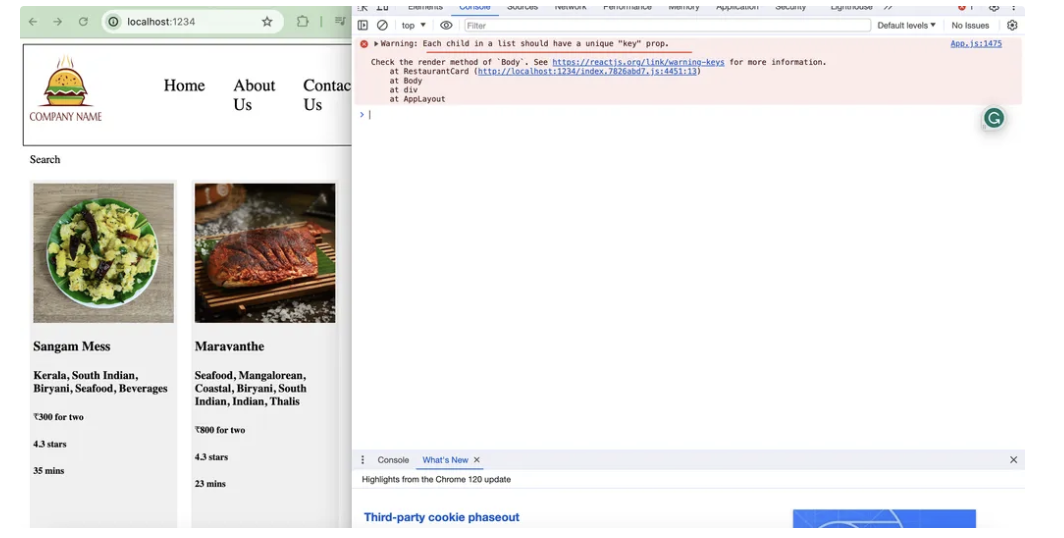 localhost:1234
Elements Console Sources Network Performance Memory Application Security Lighthouse
top
Filter
Default levels
No Issues
COMPANY NAME
Home
About
Us
Contac
Us
Search
Sangam Mess
Kerala, South Indian,
Biryani, Seafood, Beverages
₹300 for two
4.3 stars
35 mins
Maravanthe
Seafood, Mangalorean,
Coastal, Biryani, South
Indian, Indian, Thalis
₹800 for two
4.3 stars
23 mins
Warning: Each child in a list should have a unique "key" prop.
App.js:1475
Check the render method of `Body`. See https://reactjs.org/link/warning-keys for more information.
at RestaurantCard (http://localhost:1234/index.7826abd7.js:4451:13)
at Body
at div
at AppLayout
Console What's New
Highlights from the Chrome 120 update
Third-party cookie phaseout